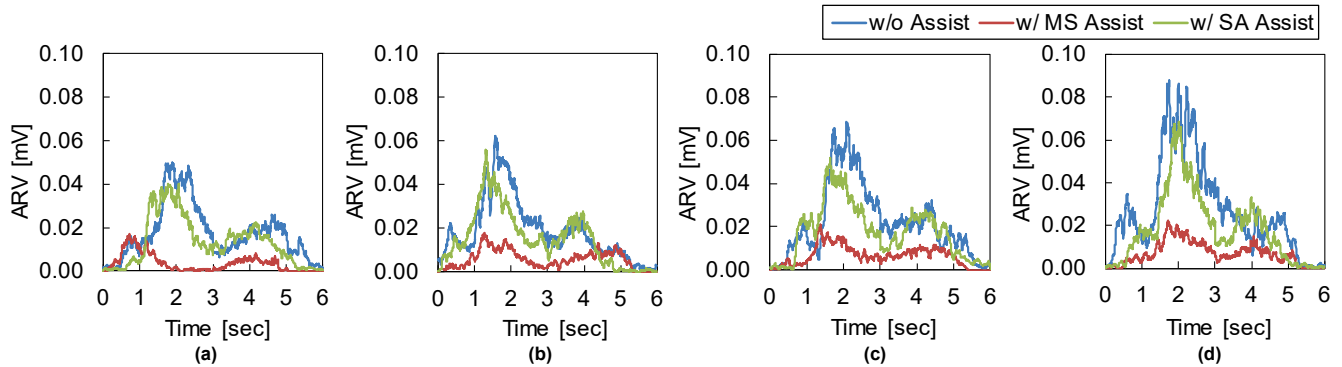 w/o Assist w/ MS Assist w/ SA Assist
0.10 0.10 0.10 0.10
0.08 0.08 0.08 0.08
0.06 0.06 0.06 0.06
0.04 0.04 0.04 0.04
0.02 0.02 0.02 0.02
0.00 0.00 0.00 0.00
ARV [mV] ARV [mV] ARV [mV] ARV [mV]
0 1 2 3 4 5 6 0 1 2 3 4 5 6 0 1 2 3 4 5 6 0 1 2 3 4 5 6
Time [sec] Time [sec] Time [sec] Time [sec]
(a) (b) (c) (d)